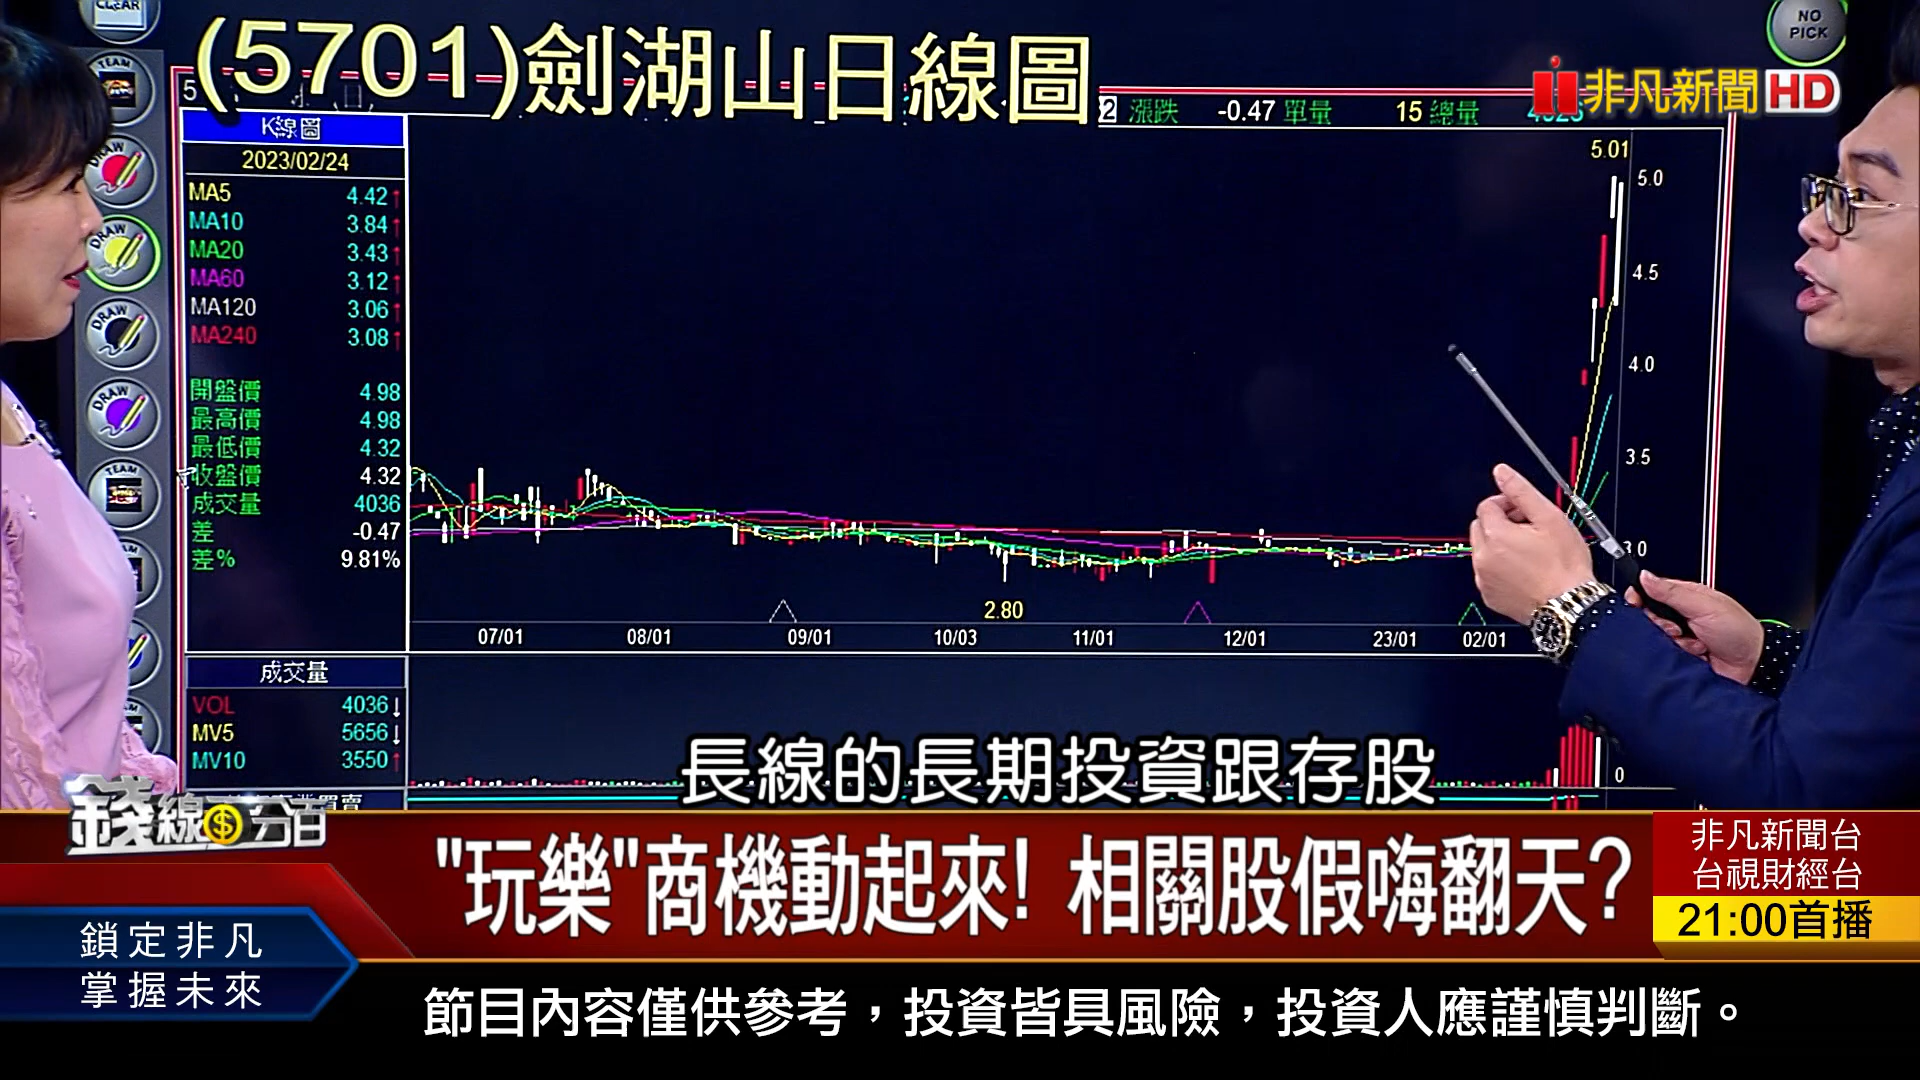 CLEAR
NO
PICK
(5701)劍湖山日線圖
非凡新聞HD
漲跌 -0.47 單量 15 總量
K線圖
2023/02/24
MA5 4.42↑
MA10 3.84↑
MA20 3.43↑
MA60 3.12↑
MA120 3.06↑
MA240 3.08↑
開盤價 4.98
最高價 4.98
最低價 4.32
收盤價 4.32
成交量 4036
差 -0.47
差% 9.81%
5.01
5.0
4.5
4.0
3.5
3.0
2.80
07/01 08/01 09/01 10/03 11/01 12/01 23/01 02/01
成交量
VOL 4036↓
MV5 5656↓
MV10 3550↑
0
TEAM
DRAW
DRAW
DRAW
DRAW
TEAM
長線的長期投資跟存股
錢線$百分百
"玩樂"商機動起來! 相關股假嗨翻天?
非凡新聞台
台視財經台
21:00首播
鎖定非凡
掌握未來
節目內容僅供參考，投資皆具風險，投資人應謹慎判斷。